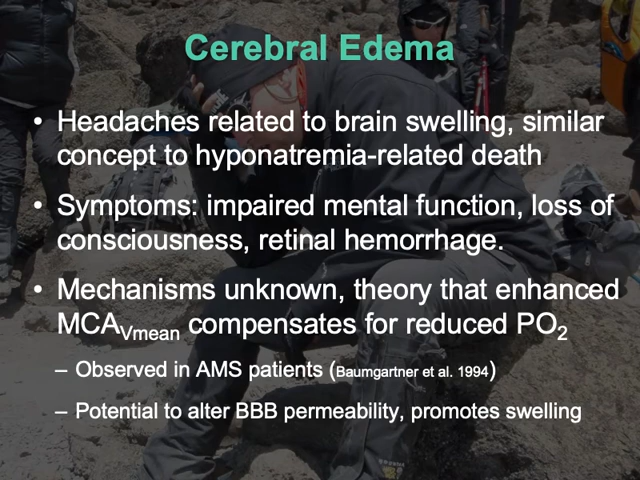 Cerebral Edema
• Headaches related to brain swelling, similar
concept to hyponatremia-related death
• Symptoms: impaired mental function, loss of
consciousness, retinal hemorrhage.
• Mechanisms unknown, theory that enhanced
MCAVmean compensates for reduced PO2
– Observed in AMS patients (Baumgartner et al. 1994)
– Potential to alter BBB permeability, promotes swelling